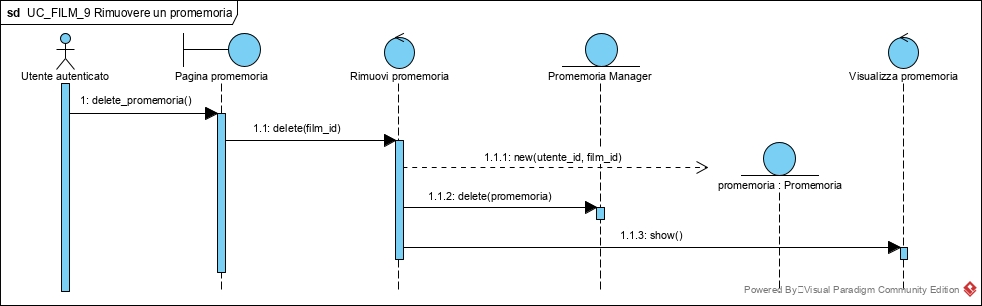 sd UC_FILM_9 Rimuovere un promemoria
Utente autenticato
Pagina promemoria
Rimuovi promemoria
Promemoria Manager
Visualizza promemoria
1: delete_promemoria()
1.1: delete(film_id)
1.1.1: new(utente_id, film_id)
promemoria : Promemoria
1.1.2: delete(promemoria)
1.1.3: show()
Powered By Visual Paradigm Community Edition